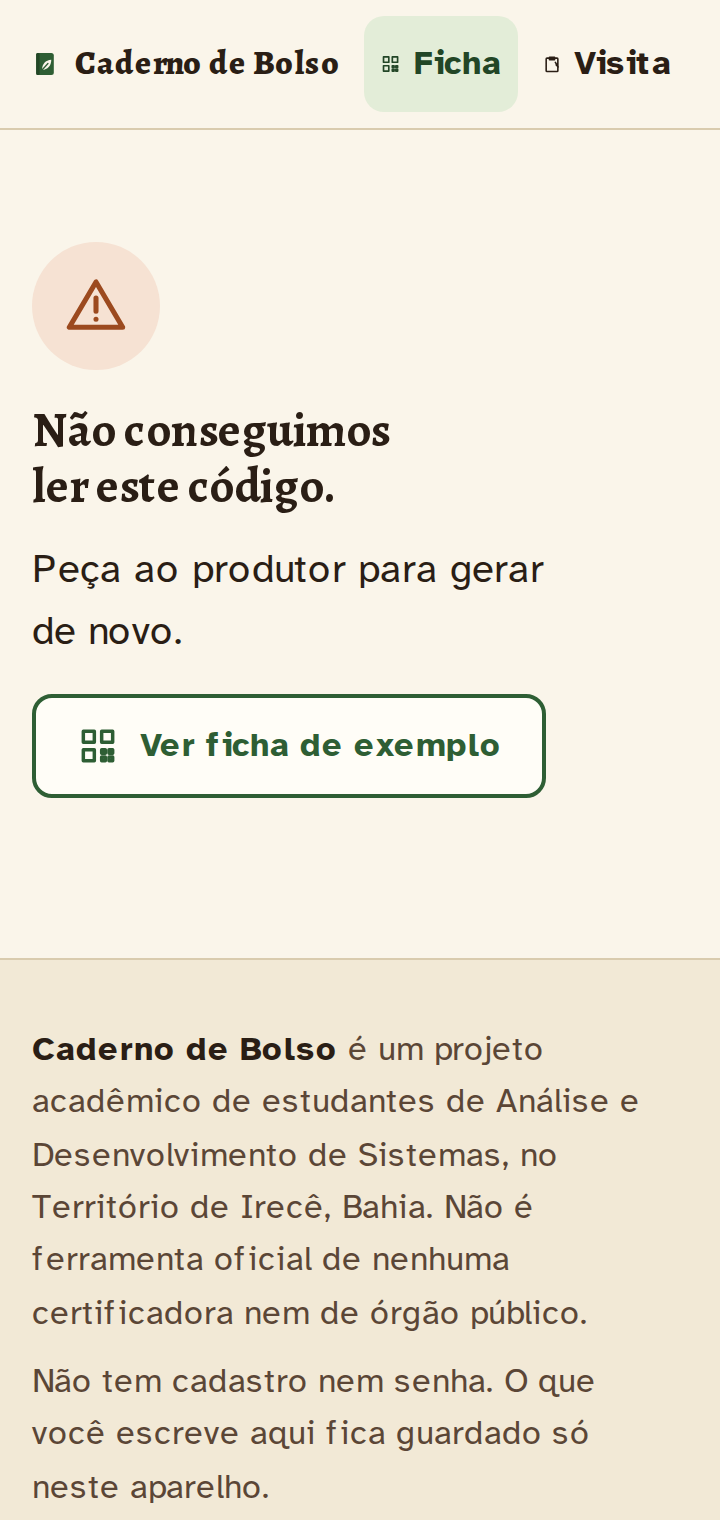 Caderno de Bolso Ficha Visita
Não conseguimos
ler este código.
Peça ao produtor para gerar
de novo.
Ver ficha de exemplo
Caderno de Bolso é um projeto
acadêmico de estudantes de Análise e
Desenvolvimento de Sistemas, no
Território de Irecê, Bahia. Não é
ferramenta oficial de nenhuma
certificadora nem de órgão público.
Não tem cadastro nem senha. O que
você escreve aqui fica guardado só
neste aparelho.